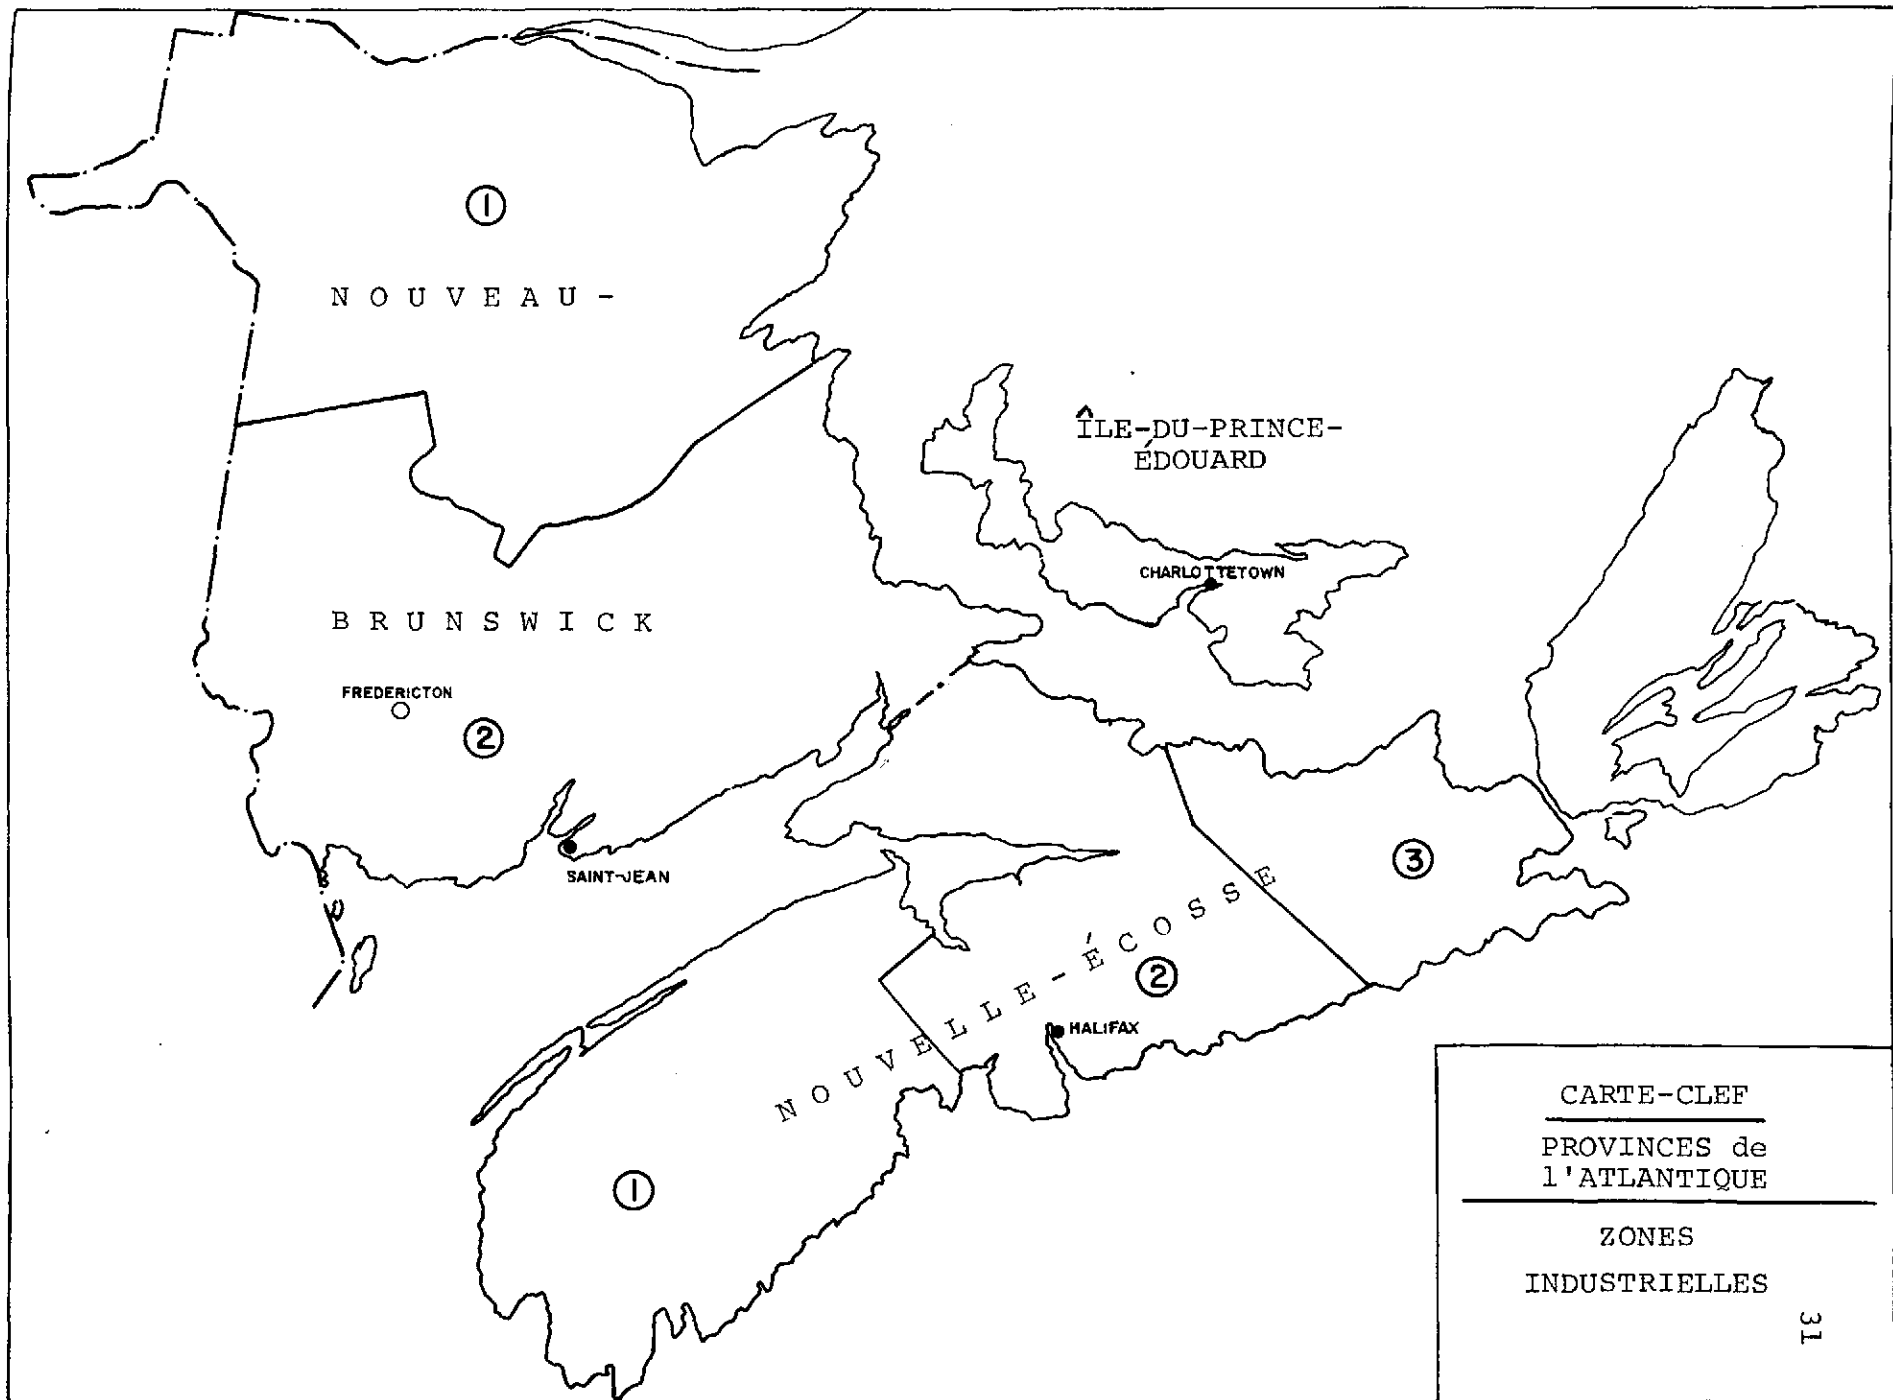 ①
NOUVEAU-
ÎLE-DU-PRINCE-
ÉDOUARD
CHARLOTTETOWN
BRUNSWICK
FREDERICTON
②
SAINT-JEAN
③
NOUVELLE-ÉCOSSE
②
HALIFAX
①
CARTE-CLEF
PROVINCES de
l'ATLANTIQUE
ZONES
INDUSTRIELLES
31